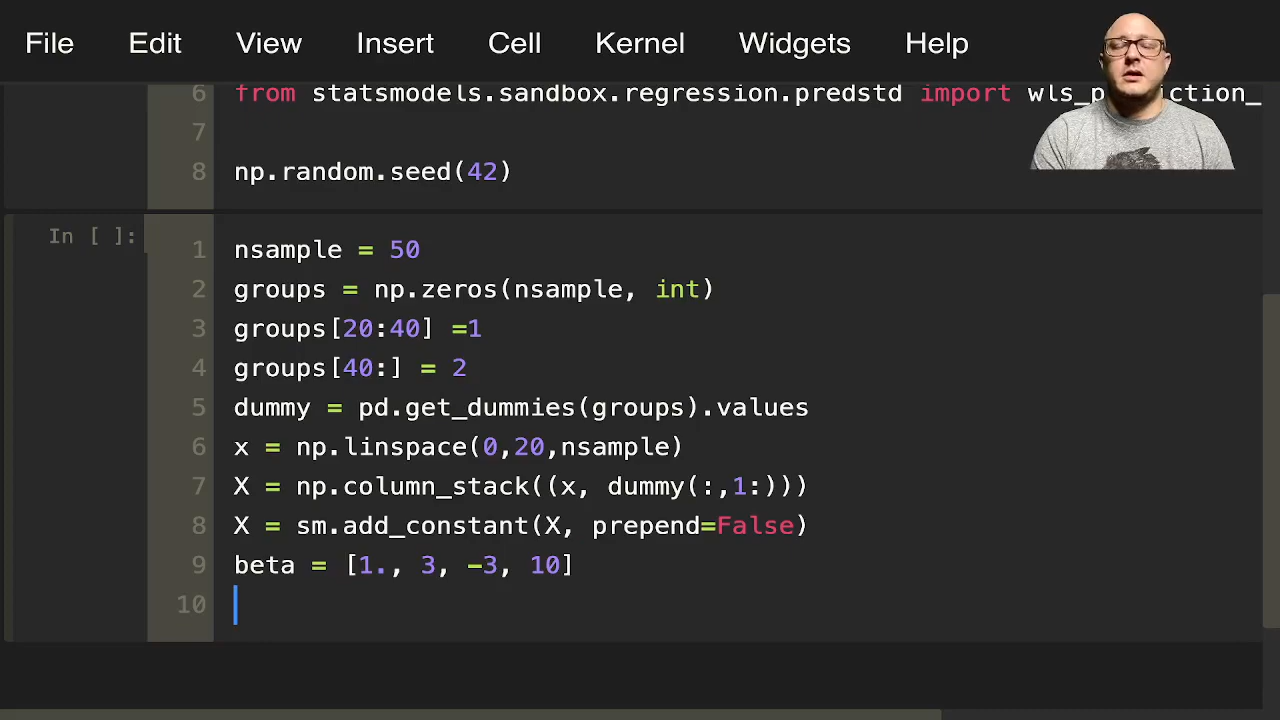 File Edit View Insert Cell Kernel Widgets Help
6 from statsmodels.sandbox.regression.predstd import
7
8 np.random.seed(42)
In [ ]:
1 nsample = 50
2 groups = np.zeros(nsample, int)
3 groups[20:40] =1
4 groups[40:] = 2
5 dummy = pd.get_dummies(groups).values
6 x = np.linspace(0,20,nsample)
7 X = np.column_stack((x, dummy(:,1:)))
8 X = sm.add_constant(X, prepend=False)
9 beta = [1., 3, -3, 10]
10